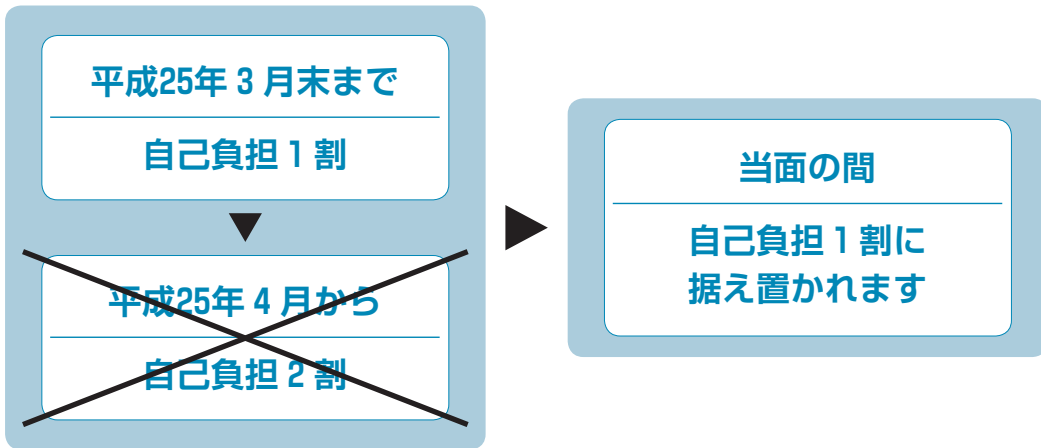 平成25年3月末まで
自己負担1割
平成25年4月から
自己負担2割
当面の間
自己負担1割に
据え置かれます